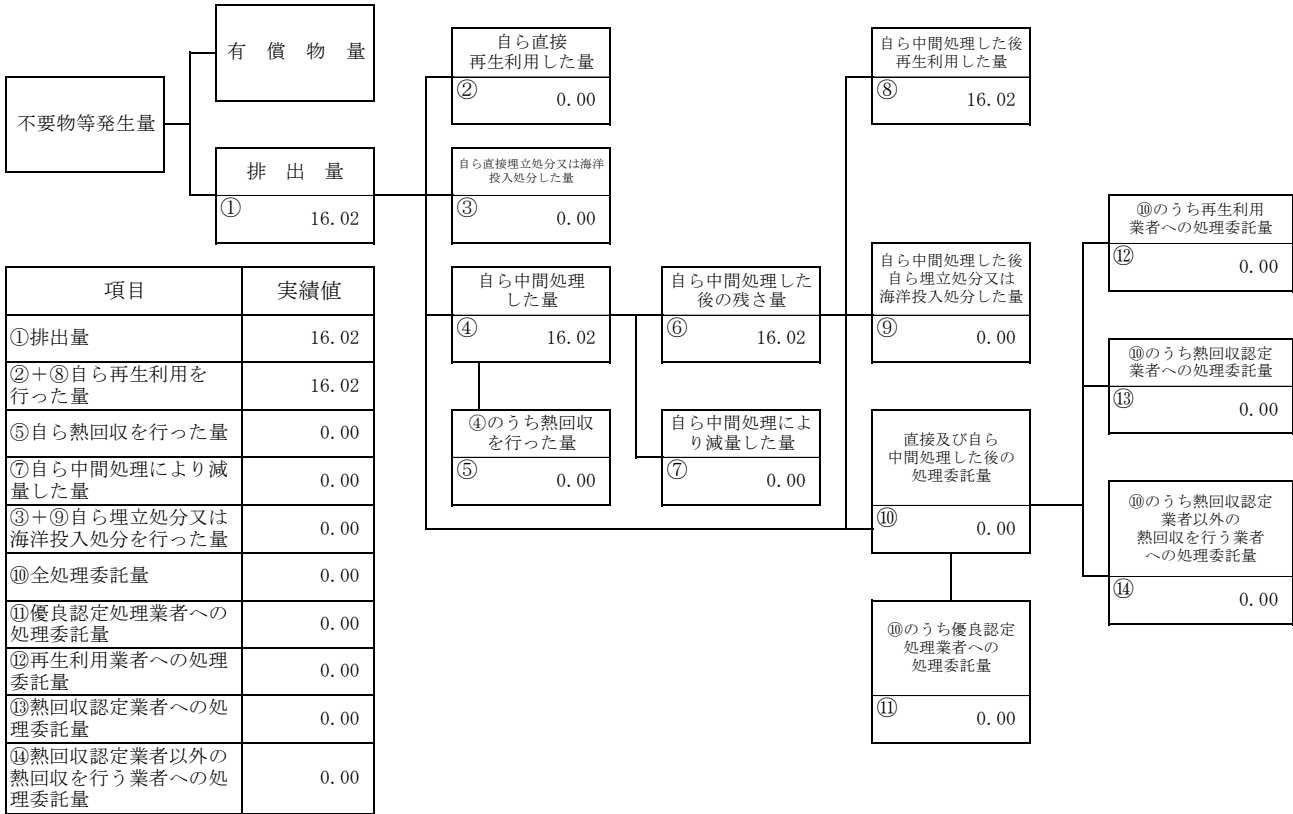 有 償 物 量
不要物等発生量
排 出 量
①
16.02
自ら直接
再生利用した量
②
0.00
自ら直接埋立処分又は海洋
投入処分した量
③
0.00
自ら中間処理
した量
④
16.02
④のうち熱回収
を行った量
⑤
0.00
自ら中間処理した
後の残さ量
⑥
16.02
自ら中間処理によ
り減量した量
⑦
0.00
自ら中間処理した後
再生利用した量
⑧
16.02
自ら中間処理した後
自ら埋立処分又は
海洋投入処分した量
⑨
0.00
直接及び自ら
中間処理した後の
処理委託量
⑩
0.00
⑩のうち優良認定
処理業者への
処理委託量
⑪
0.00
⑩のうち再生利用
業者への処理委託量
⑫
0.00
⑩のうち熱回収認定
業者への処理委託量
⑬
0.00
⑩のうち熱回収認定
業者以外の
熱回収を行う業者
への処理委託量
⑭
0.00
項目 実績値
①排出量 16.02
②+⑧自ら再生利用を
行った量 16.02
⑤自ら熱回収を行った量 0.00
⑦自ら中間処理により減
量した量 0.00
③+⑨自ら埋立処分又は
海洋投入処分を行った量 0.00
⑩全処理委託量 0.00
⑪優良認定処理業者への
処理委託量 0.00
⑫再生利用業者への処理
委託量 0.00
⑬熱回収認定業者への処
理委託量 0.00
⑭熱回収認定業者以外の
熱回収を行う業者への処
理委託量 0.00